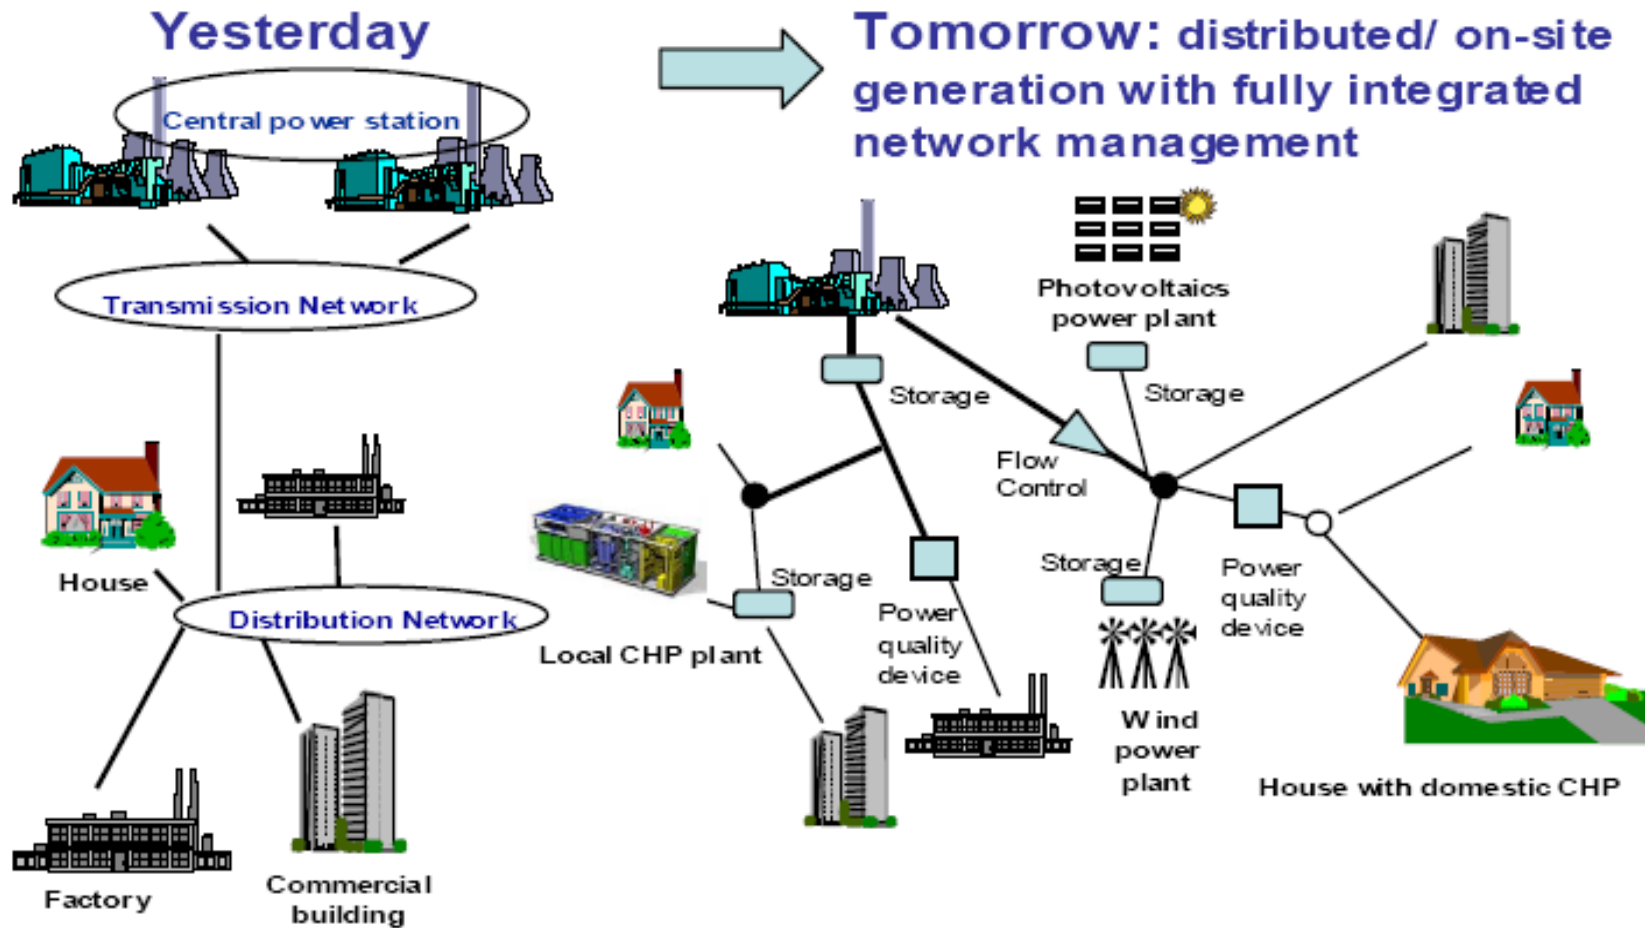 Yesterday
Tomorrow: distributed/ on-site
generation with fully integrated
network management
Central power station
Transmission Network
House
Distribution Network
Factory
Commercial
building
Photovoltaics
power plant
Storage
Storage
Flow
Control
Storage
Local CHP plant
Power
quality
device
Storage
Wind
power
plant
Power
quality
device
House with domestic CHP